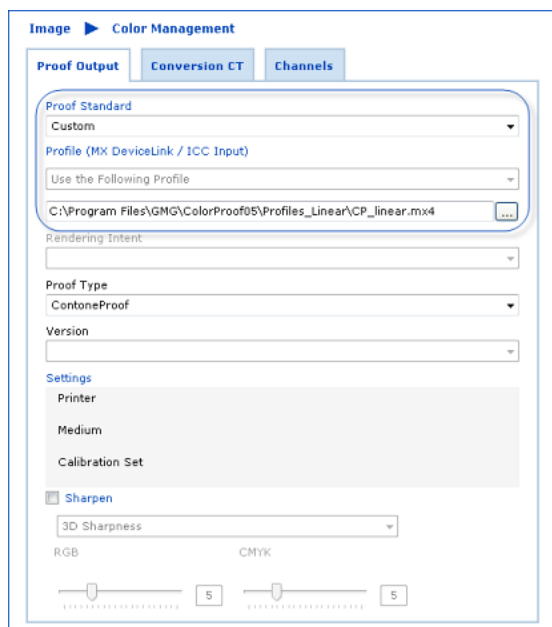 Image ▶ Color Management
Proof Output Conversion CT Channels
Proof Standard
Custom
Profile (MX DeviceLink / ICC Input)
Use the Following Profile
C:\Program Files\GMG\ColorProof05\Profiles_Linear\CP_linear.mx4 ...
Rendering Intent
Proof Type
ContoneProof
Version
Settings
Printer
Medium
Calibration Set
Sharpen
3D Sharpness
RGB CMYK
5 5